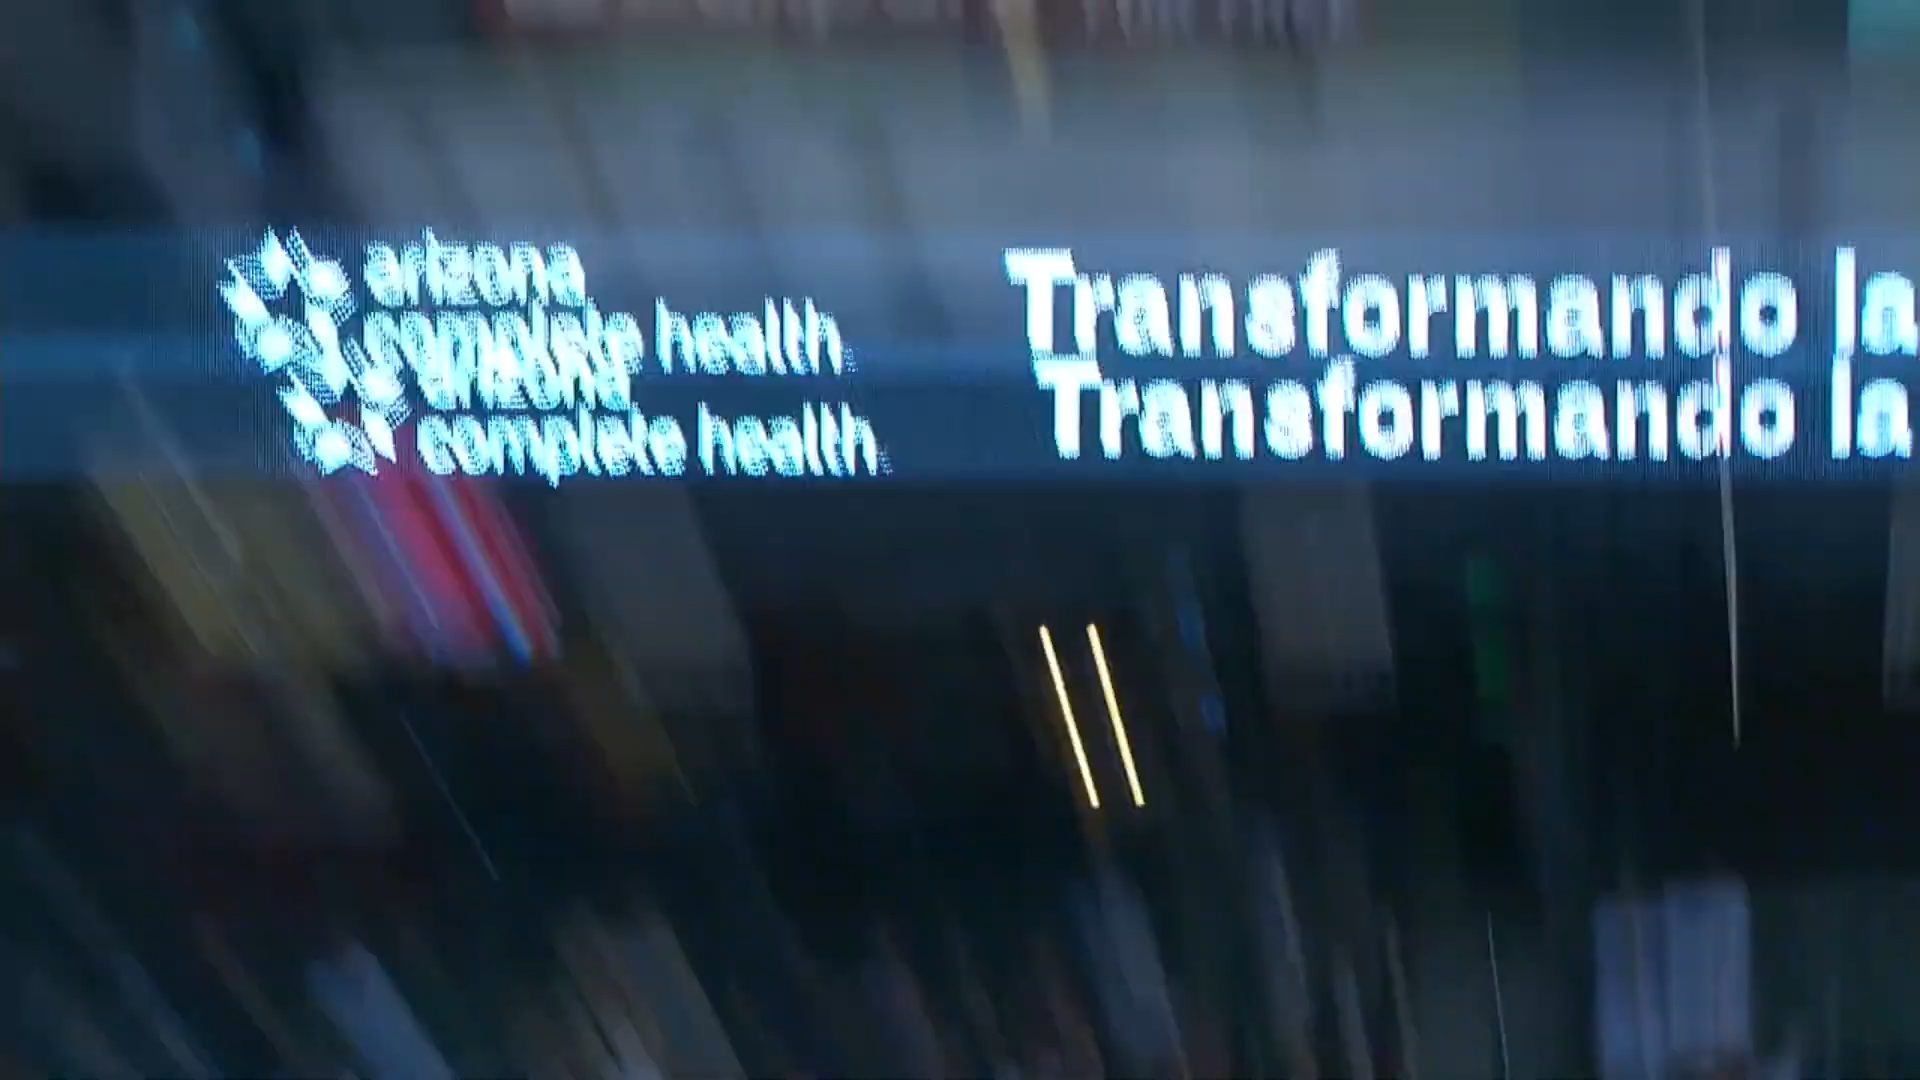 arizona
complete health
Transformando la
arizona
complete health
Transformando la